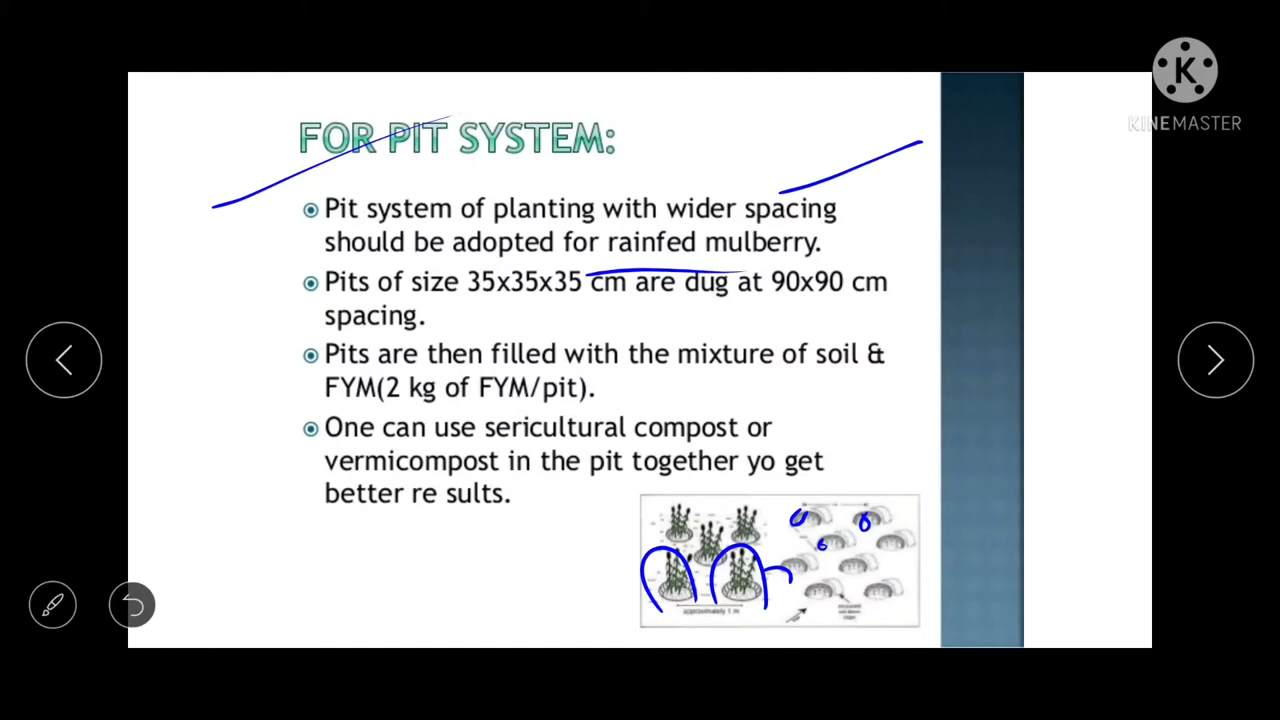 K
KINEMASTER
FOR PIT SYSTEM:
Pit system of planting with wider spacing
should be adopted for rainfed mulberry.
Pits of size 35x35x35 cm are dug at 90x90 cm
spacing.
Pits are then filled with the mixture of soil &
FYM(2 kg of FYM/pit).
One can use sericultural compost or
vermicompost in the pit together yo get
better re sults.
approximately 1 m